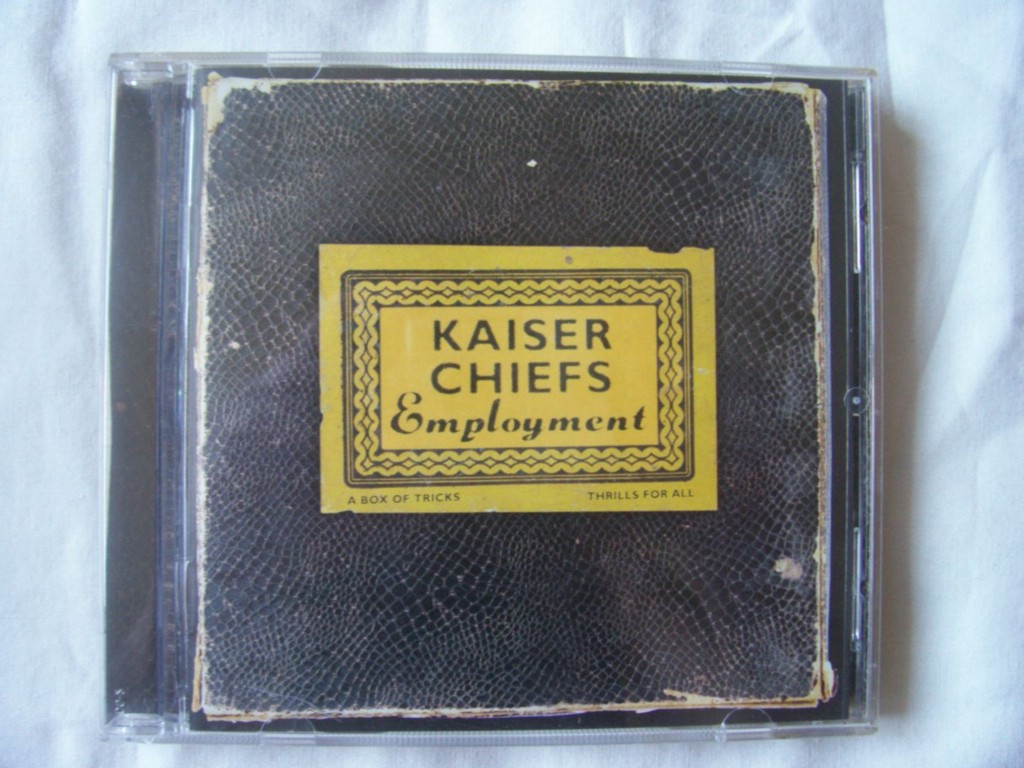 KAISER
CHIEFS
Employment
A BOX OF TRICKS
THRILLS FOR ALL